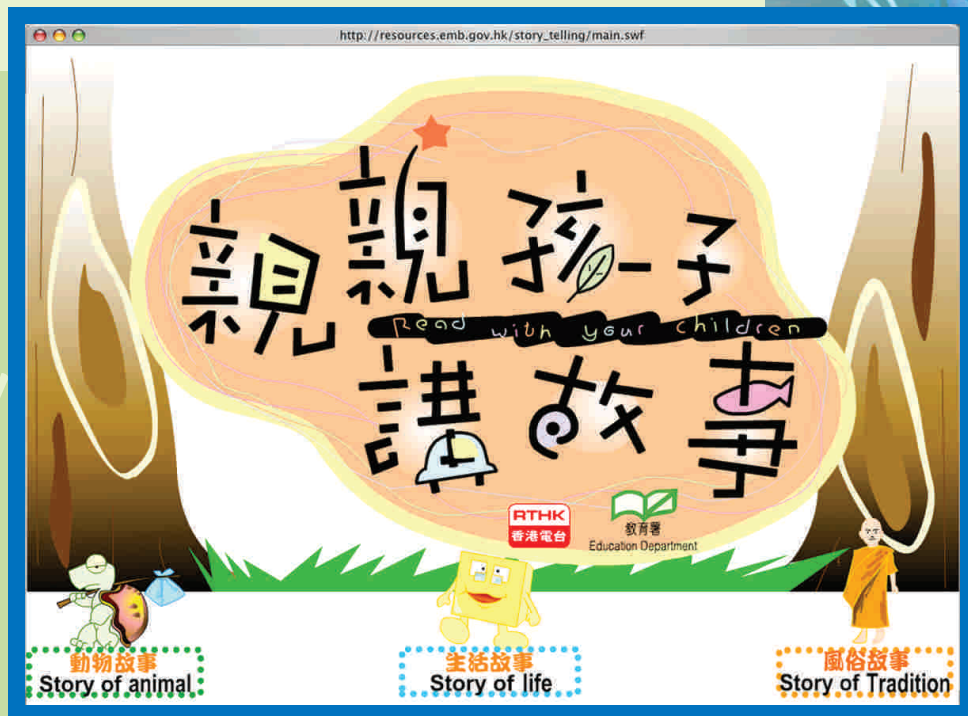 http://resources.emb.gov.hk/story_telling/main.swf
親親孩子
Read with your children
講故事
RTHK
香港電台
教育署
Education Department
動物故事
Story of animal
生活故事
Story of life
風俗故事
Story of Tradition